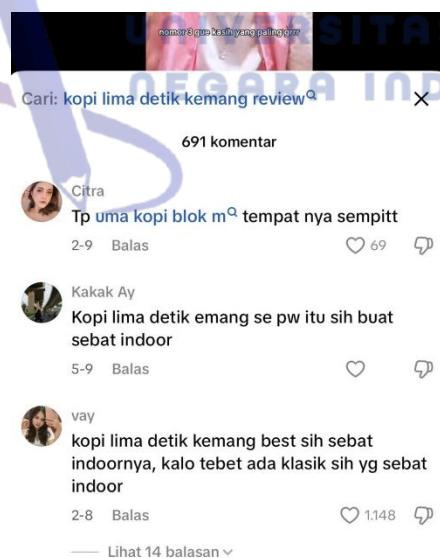 UNIVERSITA
nomor 3 gue kasih yang paling grrr
NEGARA IND
Cari: kopi lima detik kemang review
691 komentar
Citra
Tp uma kopi blok m tempat nya sempitt
2-9 Balas 69
Kakak Ay
Kopi lima detik emang se pw itu sih buat
sebat indoor
5-9 Balas
vay
kopi lima detik kemang best sih sebat
indoornya, kalo tebet ada klasik sih yg sebat
indoor
2-8 Balas 1.148
Lihat 14 balasan